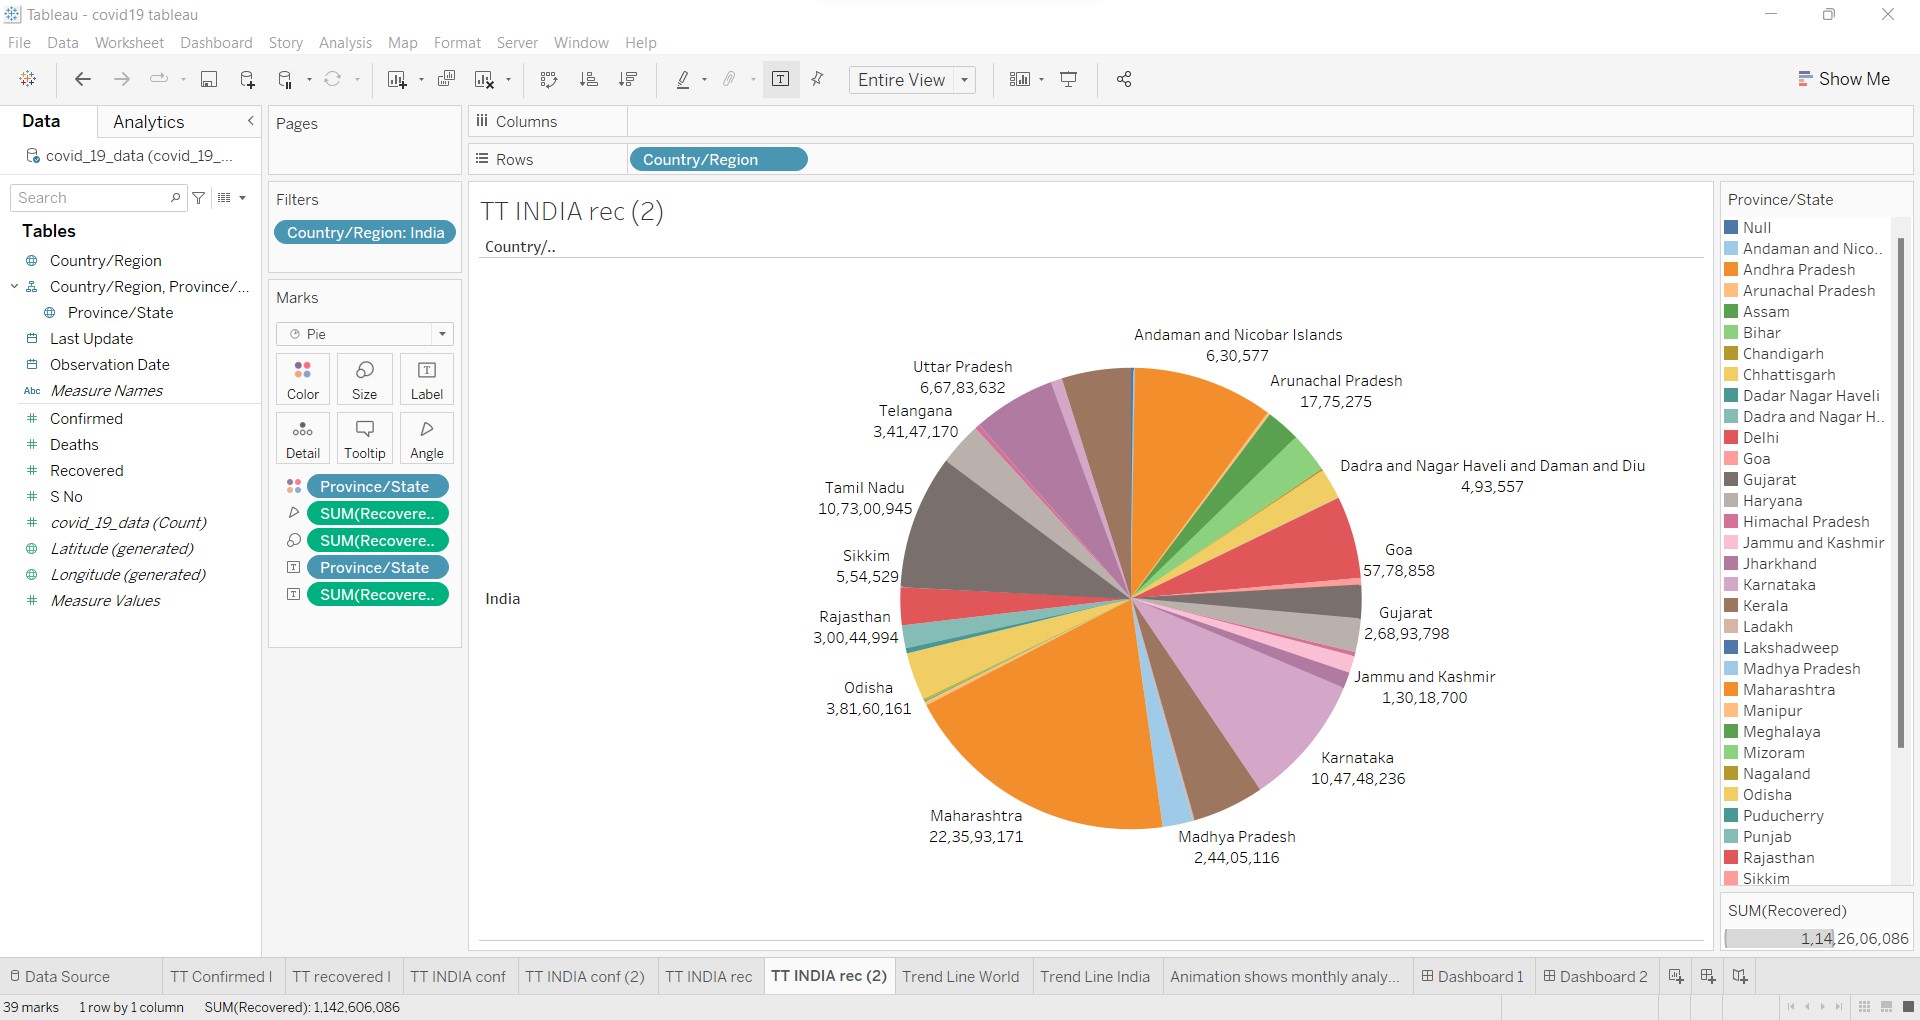 Tableau - covid19 tableau
File Data Worksheet Dashboard Story Analysis Map Format Server Window Help
Entire View
Show Me
Data Analytics
covid_19_data (covid_19_...
Search
Tables
Country/Region
Country/Region, Province/...
Province/State
Last Update
Observation Date
Abc Measure Names
Confirmed
Deaths
Recovered
S No
covid_19_data (Count)
Latitude (generated)
Longitude (generated)
Measure Values
Pages
Filters
Country/Region: India
Marks
Pie
Color Size Label
Detail Tooltip Angle
Province/State
SUM(Recovere..
SUM(Recovere..
Province/State
SUM(Recovere..
Columns
Rows Country/Region
TT INDIA rec (2)
Country/..
India
Andaman and Nicobar Islands
6,30,577
Arunachal Pradesh
17,75,275
Dadra and Nagar Haveli and Daman and Diu
4,93,557
Goa
57,78,858
Gujarat
2,68,93,798
Jammu and Kashmir
1,30,18,700
Karnataka
10,47,48,236
Madhya Pradesh
2,44,05,116
Maharashtra
22,35,93,171
Odisha
3,81,60,161
Rajasthan
3,00,44,994
Sikkim
5,54,529
Tamil Nadu
10,73,00,945
Telangana
3,41,47,170
Uttar Pradesh
6,67,83,632
Province/State
Null
Andaman and Nico..
Andhra Pradesh
Arunachal Pradesh
Assam
Bihar
Chandigarh
Chhattisgarh
Dadar Nagar Haveli
Dadra and Nagar H..
Delhi
Goa
Gujarat
Haryana
Himachal Pradesh
Jammu and Kashmir
Jharkhand
Karnataka
Kerala
Ladakh
Lakshadweep
Madhya Pradesh
Maharashtra
Manipur
Meghalaya
Mizoram
Nagaland
Odisha
Puducherry
Punjab
Rajasthan
Sikkim
SUM(Recovered)
1,14,26,06,086
Data Source TT Confirmed I TT recovered I TT INDIA conf TT INDIA conf (2) TT INDIA rec TT INDIA rec (2) Trend Line World Trend Line India Animation shows monthly analy... Dashboard 1 Dashboard 2
39 marks 1 row by 1 column SUM(Recovered): 1,142,606,086